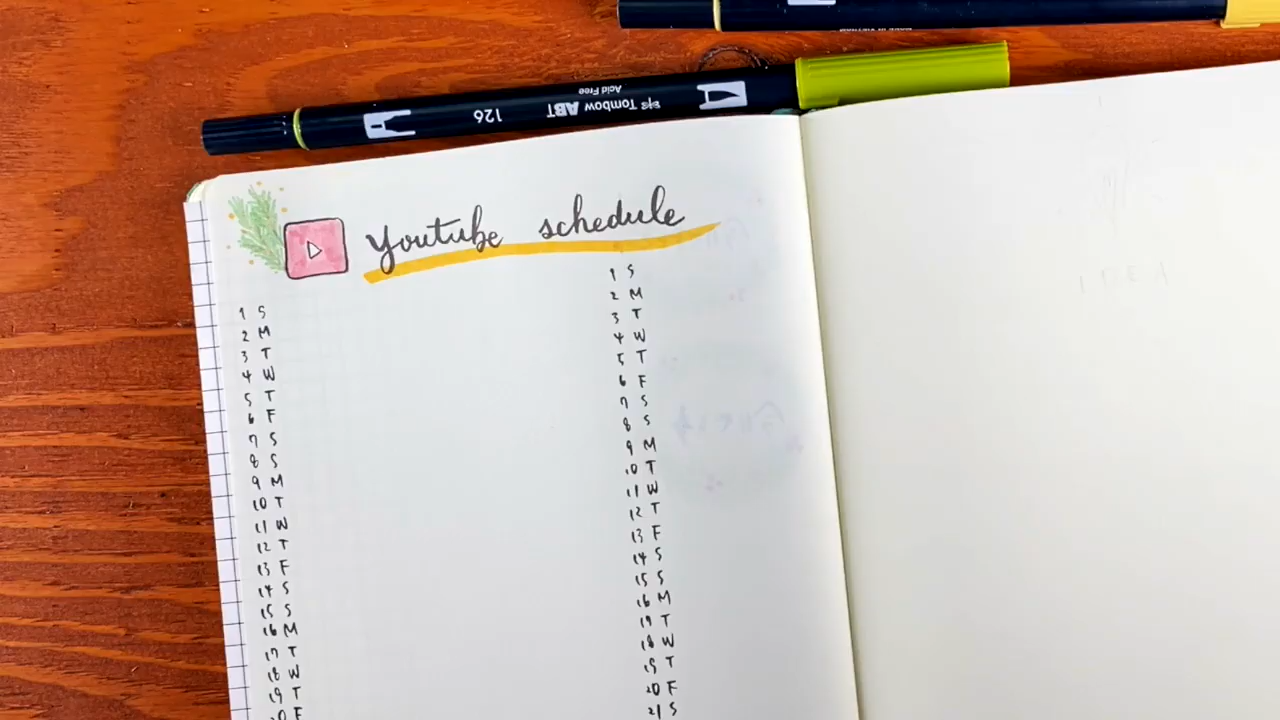 126
Tombow ABT
Acid Free
Youtube schedule
1 S
2 M
3 T
4 W
5 T
6 F
7 S
8 S
9 M
10 T
11 W
12 T
13 F
14 S
15 S
16 M
17 T
18 W
19 T
20 F
1 S
2 M
3 T
4 W
5 T
6 F
7 S
8 S
9 M
10 T
11 W
12 T
13 F
14 S
15 S
16 M
17 T
18 W
19 T
20 F
21 S